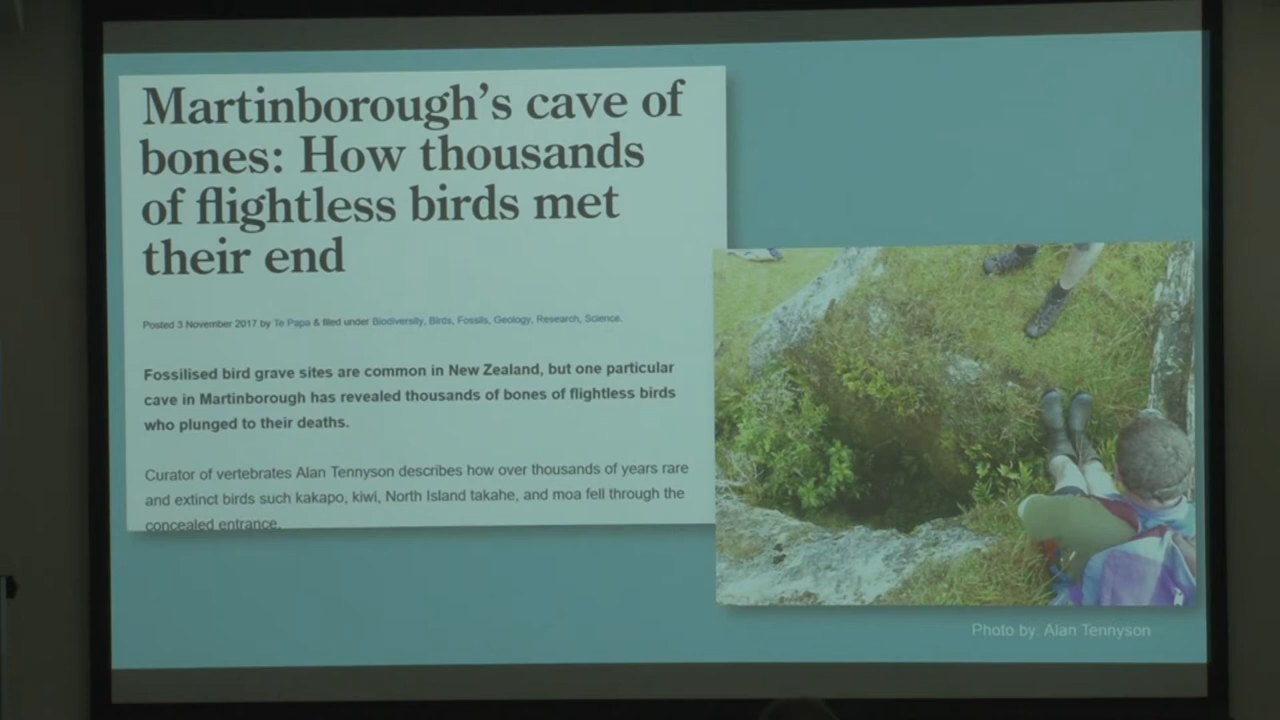 Martinborough's cave of
bones: How thousands
of flightless birds met
their end
Posted 3 November 2017 by Te Papa & filed under Biodiversity, Birds, Fossils, Geology, Research, Science.
Fossilised bird grave sites are common in New Zealand, but one particular
cave in Martinborough has revealed thousands of bones of flightless birds
who plunged to their deaths.
Curator of vertebrates Alan Tennyson describes how over thousands of years rare
and extinct birds such kakapo, kiwi, North Island takahe, and moa fell through the
concealed entrance.
Photo by: Alan Tennyson